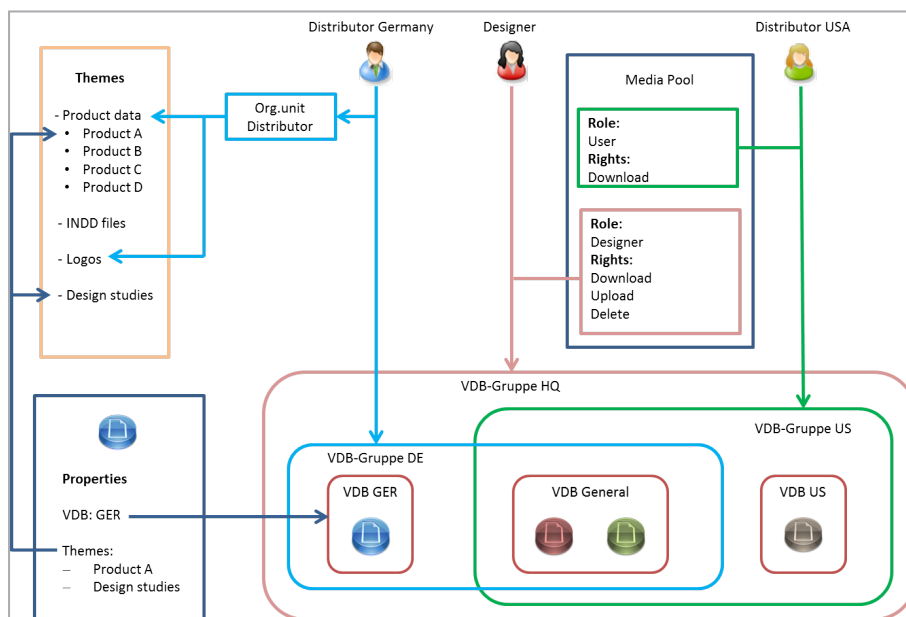 Distributor Germany
Designer
Distributor USA
Themes
- Product data
• Product A
• Product B
• Product C
• Product D
- INDD files
- Logos
- Design studies
Org.unit
Distributor
Media Pool
Role:
User
Rights:
Download
Role:
Designer
Rights:
Download
Upload
Delete
VDB-Gruppe HQ
VDB-Gruppe US
VDB-Gruppe DE
VDB GER
VDB General
VDB US
Properties
VDB: GER
Themes:
– Product A
– Design studies